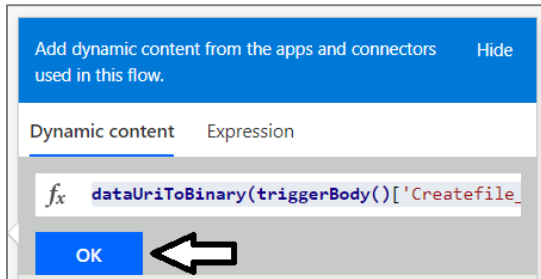 Add dynamic content from the apps and connectors Hide
used in this flow.
Dynamic content Expression
fx dataUriToBinary(triggerBody()['Createfile_
OK